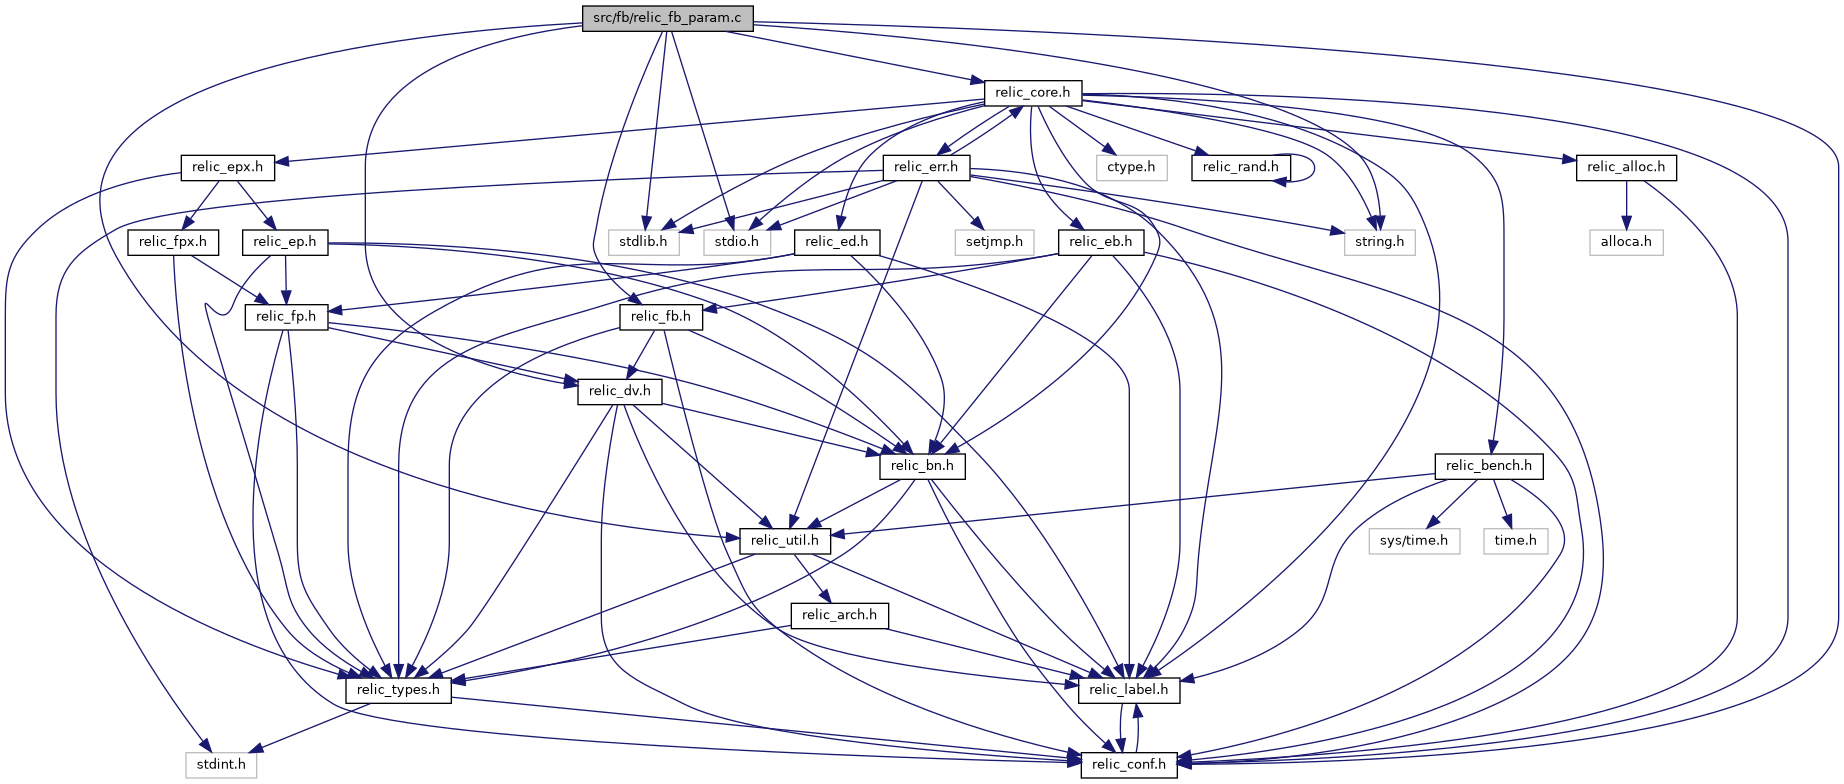 src/fb/relic_fb_param.c
relic_core.h
relic_epx.h
relic_err.h
ctype.h
relic_rand.h
relic_alloc.h
relic_fpx.h
relic_ep.h
stdlib.h
stdio.h
relic_ed.h
setjmp.h
relic_eb.h
string.h
alloca.h
relic_fp.h
relic_fb.h
relic_dv.h
relic_bn.h
relic_bench.h
relic_util.h
sys/time.h
time.h
relic_arch.h
relic_types.h
relic_label.h
stdint.h
relic_conf.h